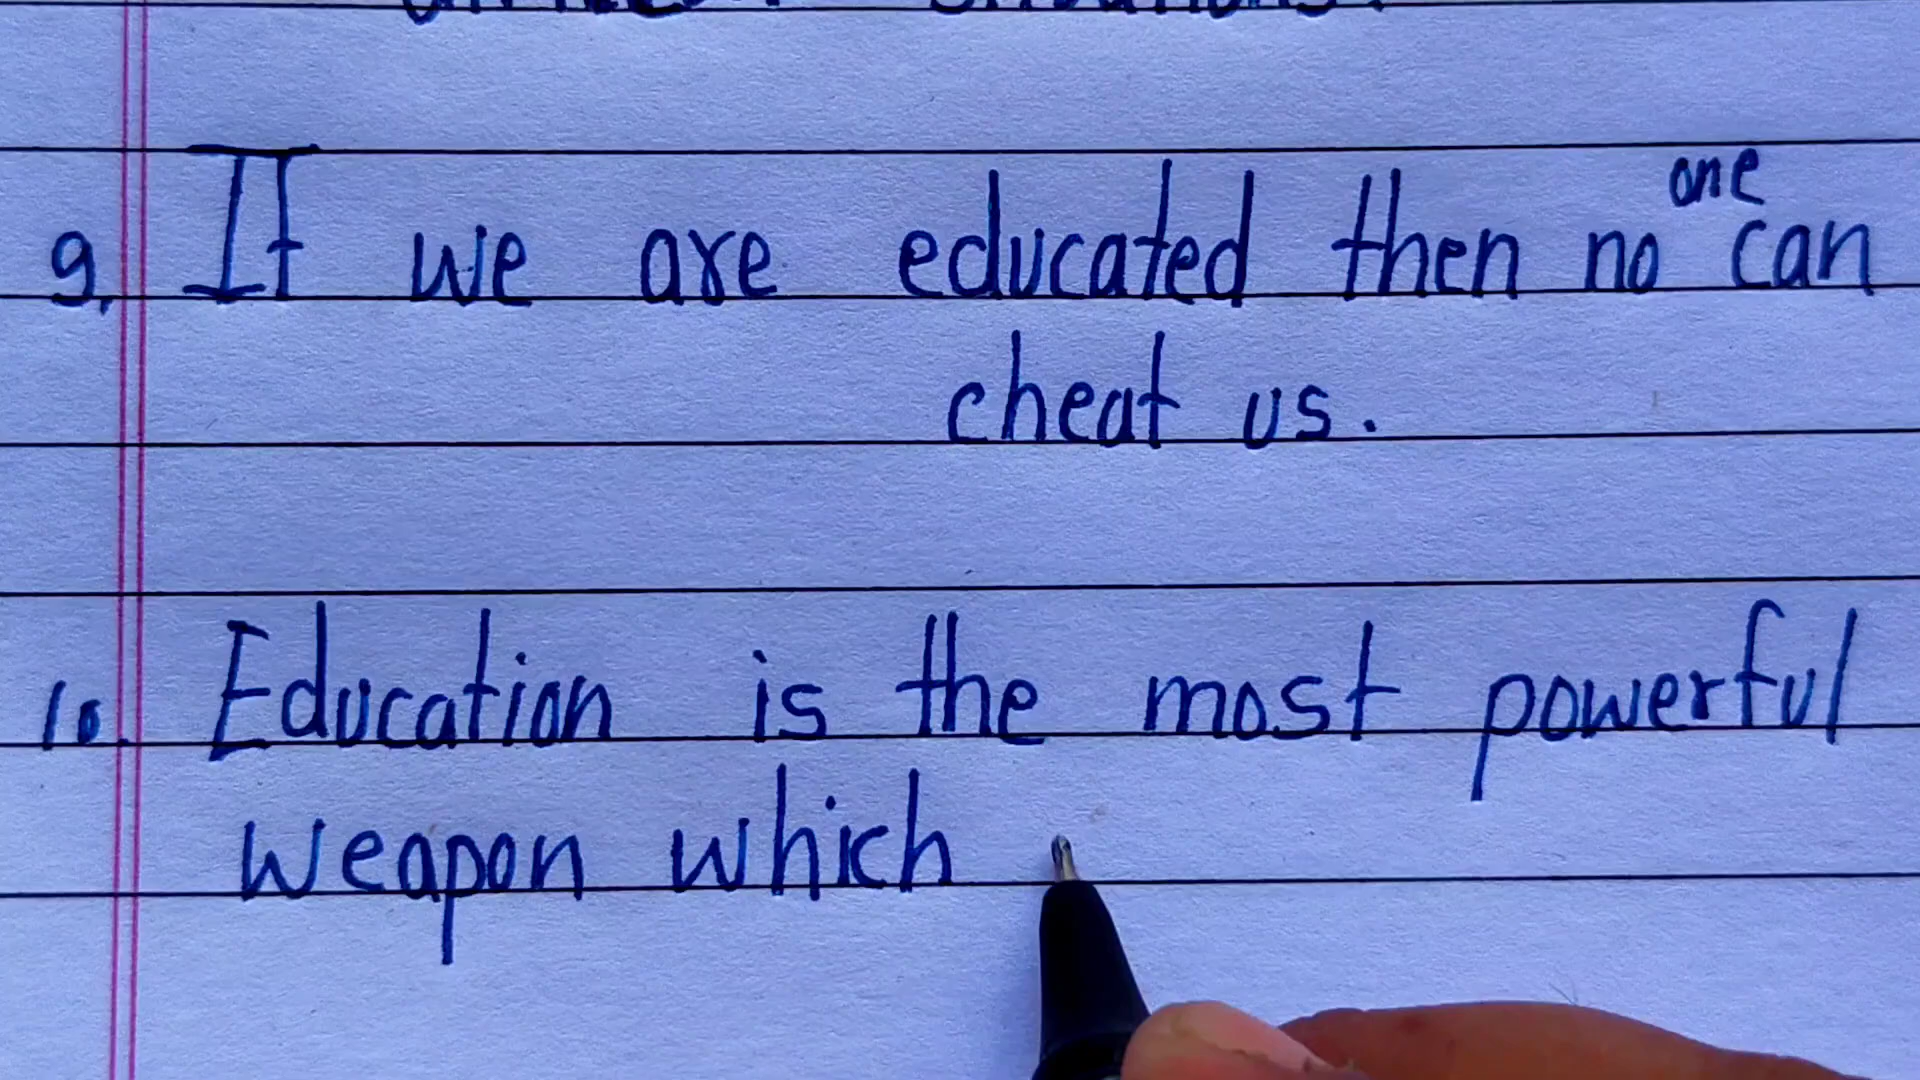 9. If we are educated then no one can
cheat us.
10. Education is the most powerful
weapon which